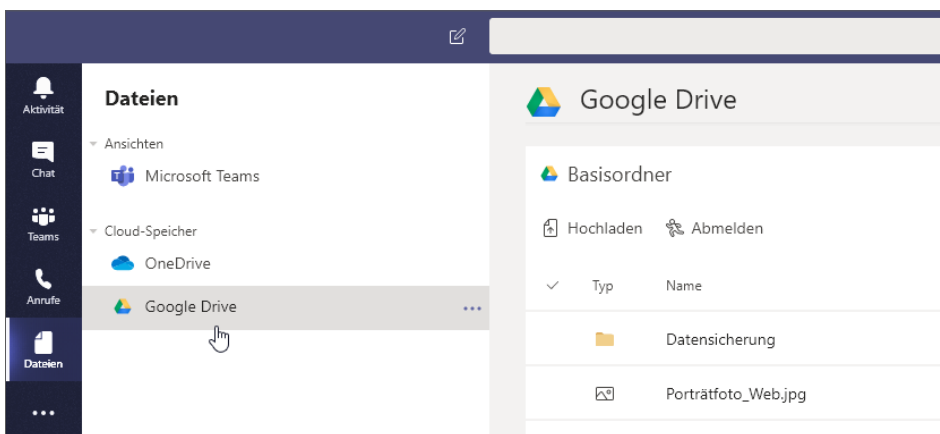 Aktivität
Chat
Teams
Anrufe
Dateien
Dateien
Ansichten
Microsoft Teams
Cloud-Speicher
OneDrive
Google Drive
Google Drive
Basisordner
Hochladen Abmelden
Typ Name
Datensicherung
Porträtfoto_Web.jpg